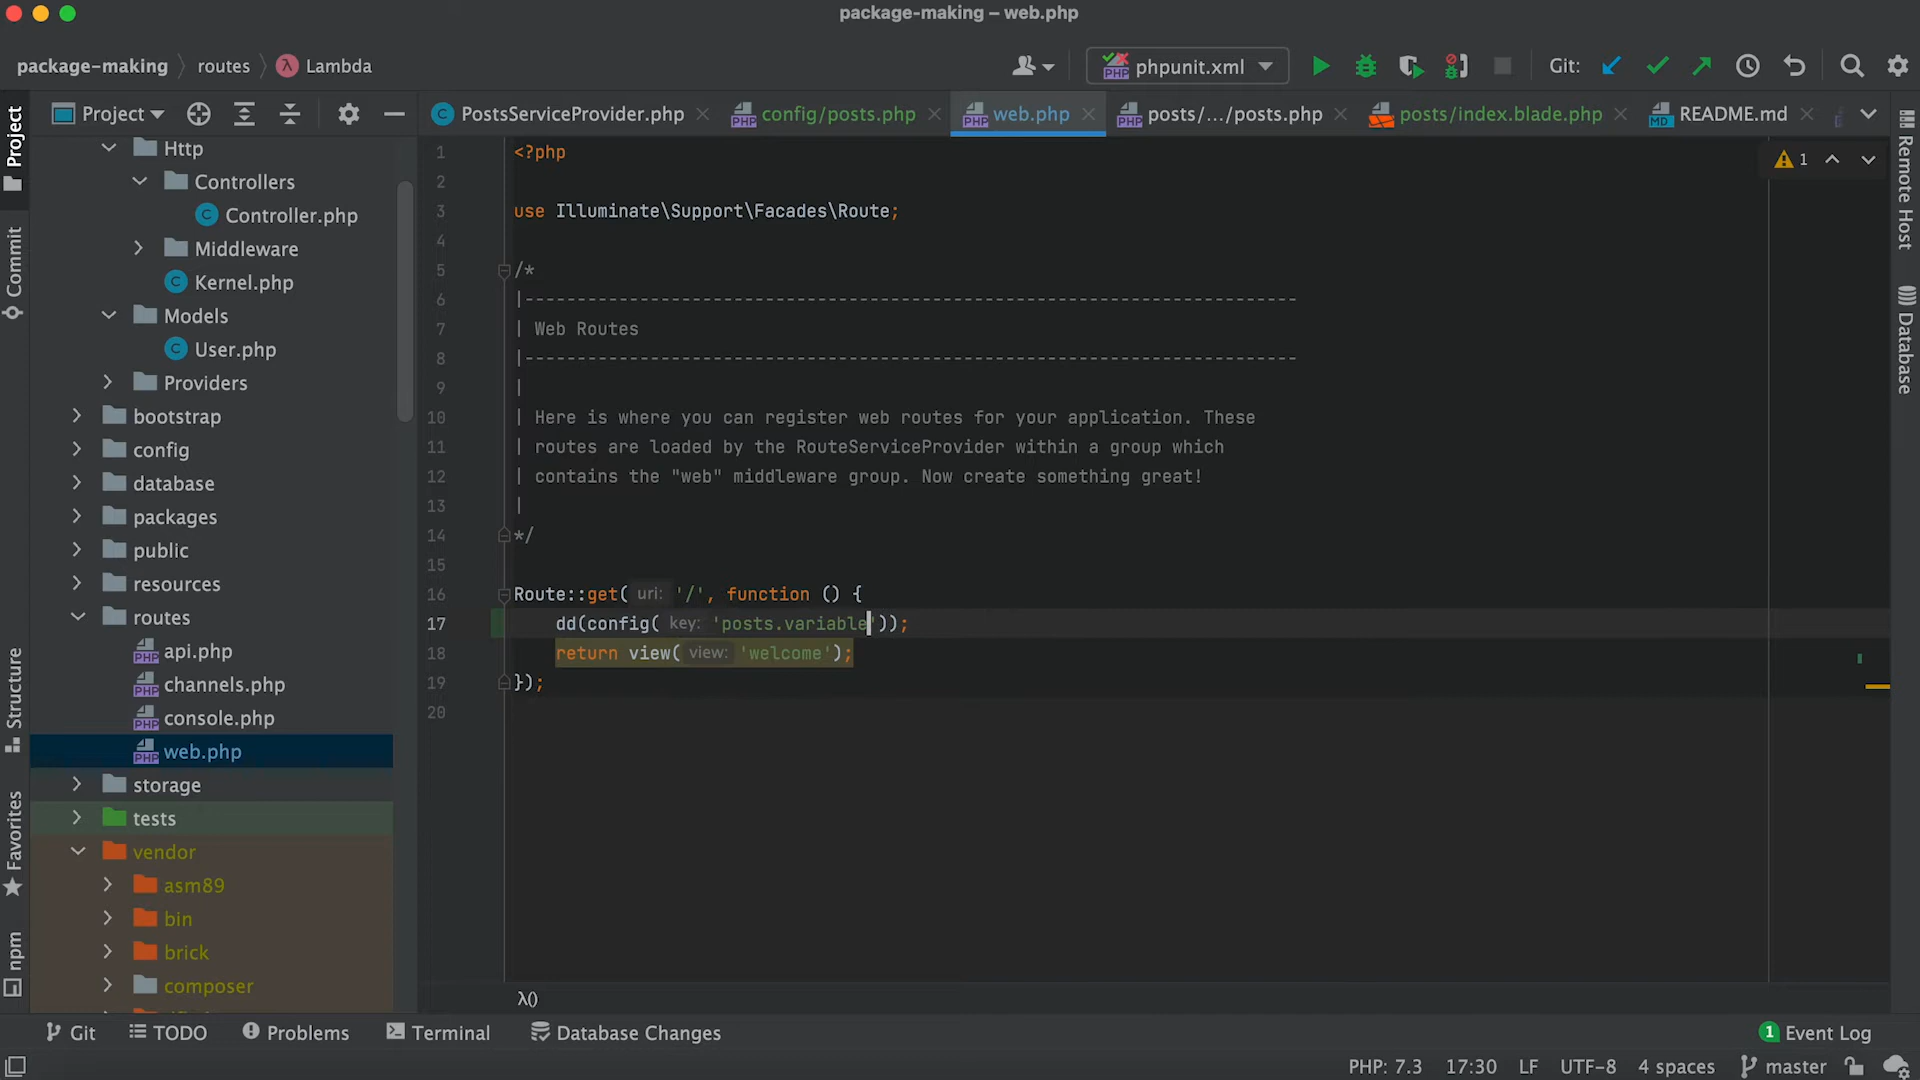 package-making – web.php
package-making routes Lambda
phpunit.xml
Git:
Project
PostsServiceProvider.php
config/posts.php
web.php
posts/.../posts.php
posts/index.blade.php
README.md
Project
Commit
Structure
Favorites
npm
Http
Controllers
Controller.php
Middleware
Kernel.php
Models
User.php
Providers
bootstrap
config
database
packages
public
resources
routes
api.php
channels.php
console.php
web.php
storage
tests
vendor
asm89
bin
brick
composer
1 <?php
2
3 use Illuminate\Support\Facades\Route;
4
5 /*
6 |--------------------------------------------------------------------------
7 | Web Routes
8 |--------------------------------------------------------------------------
9 |
10 | Here is where you can register web routes for your application. These
11 | routes are loaded by the RouteServiceProvider within a group which
12 | contains the "web" middleware group. Now create something great!
13 |
14 */
15
16 Route::get( uri: '/', function () {
17 dd(config( key: 'posts.variable'));
18 return view( view: 'welcome');
19 });
20
1
Remote Host
Database
λ()
Git TODO Problems Terminal Database Changes
1 Event Log
PHP: 7.3 17:30 LF UTF-8 4 spaces master